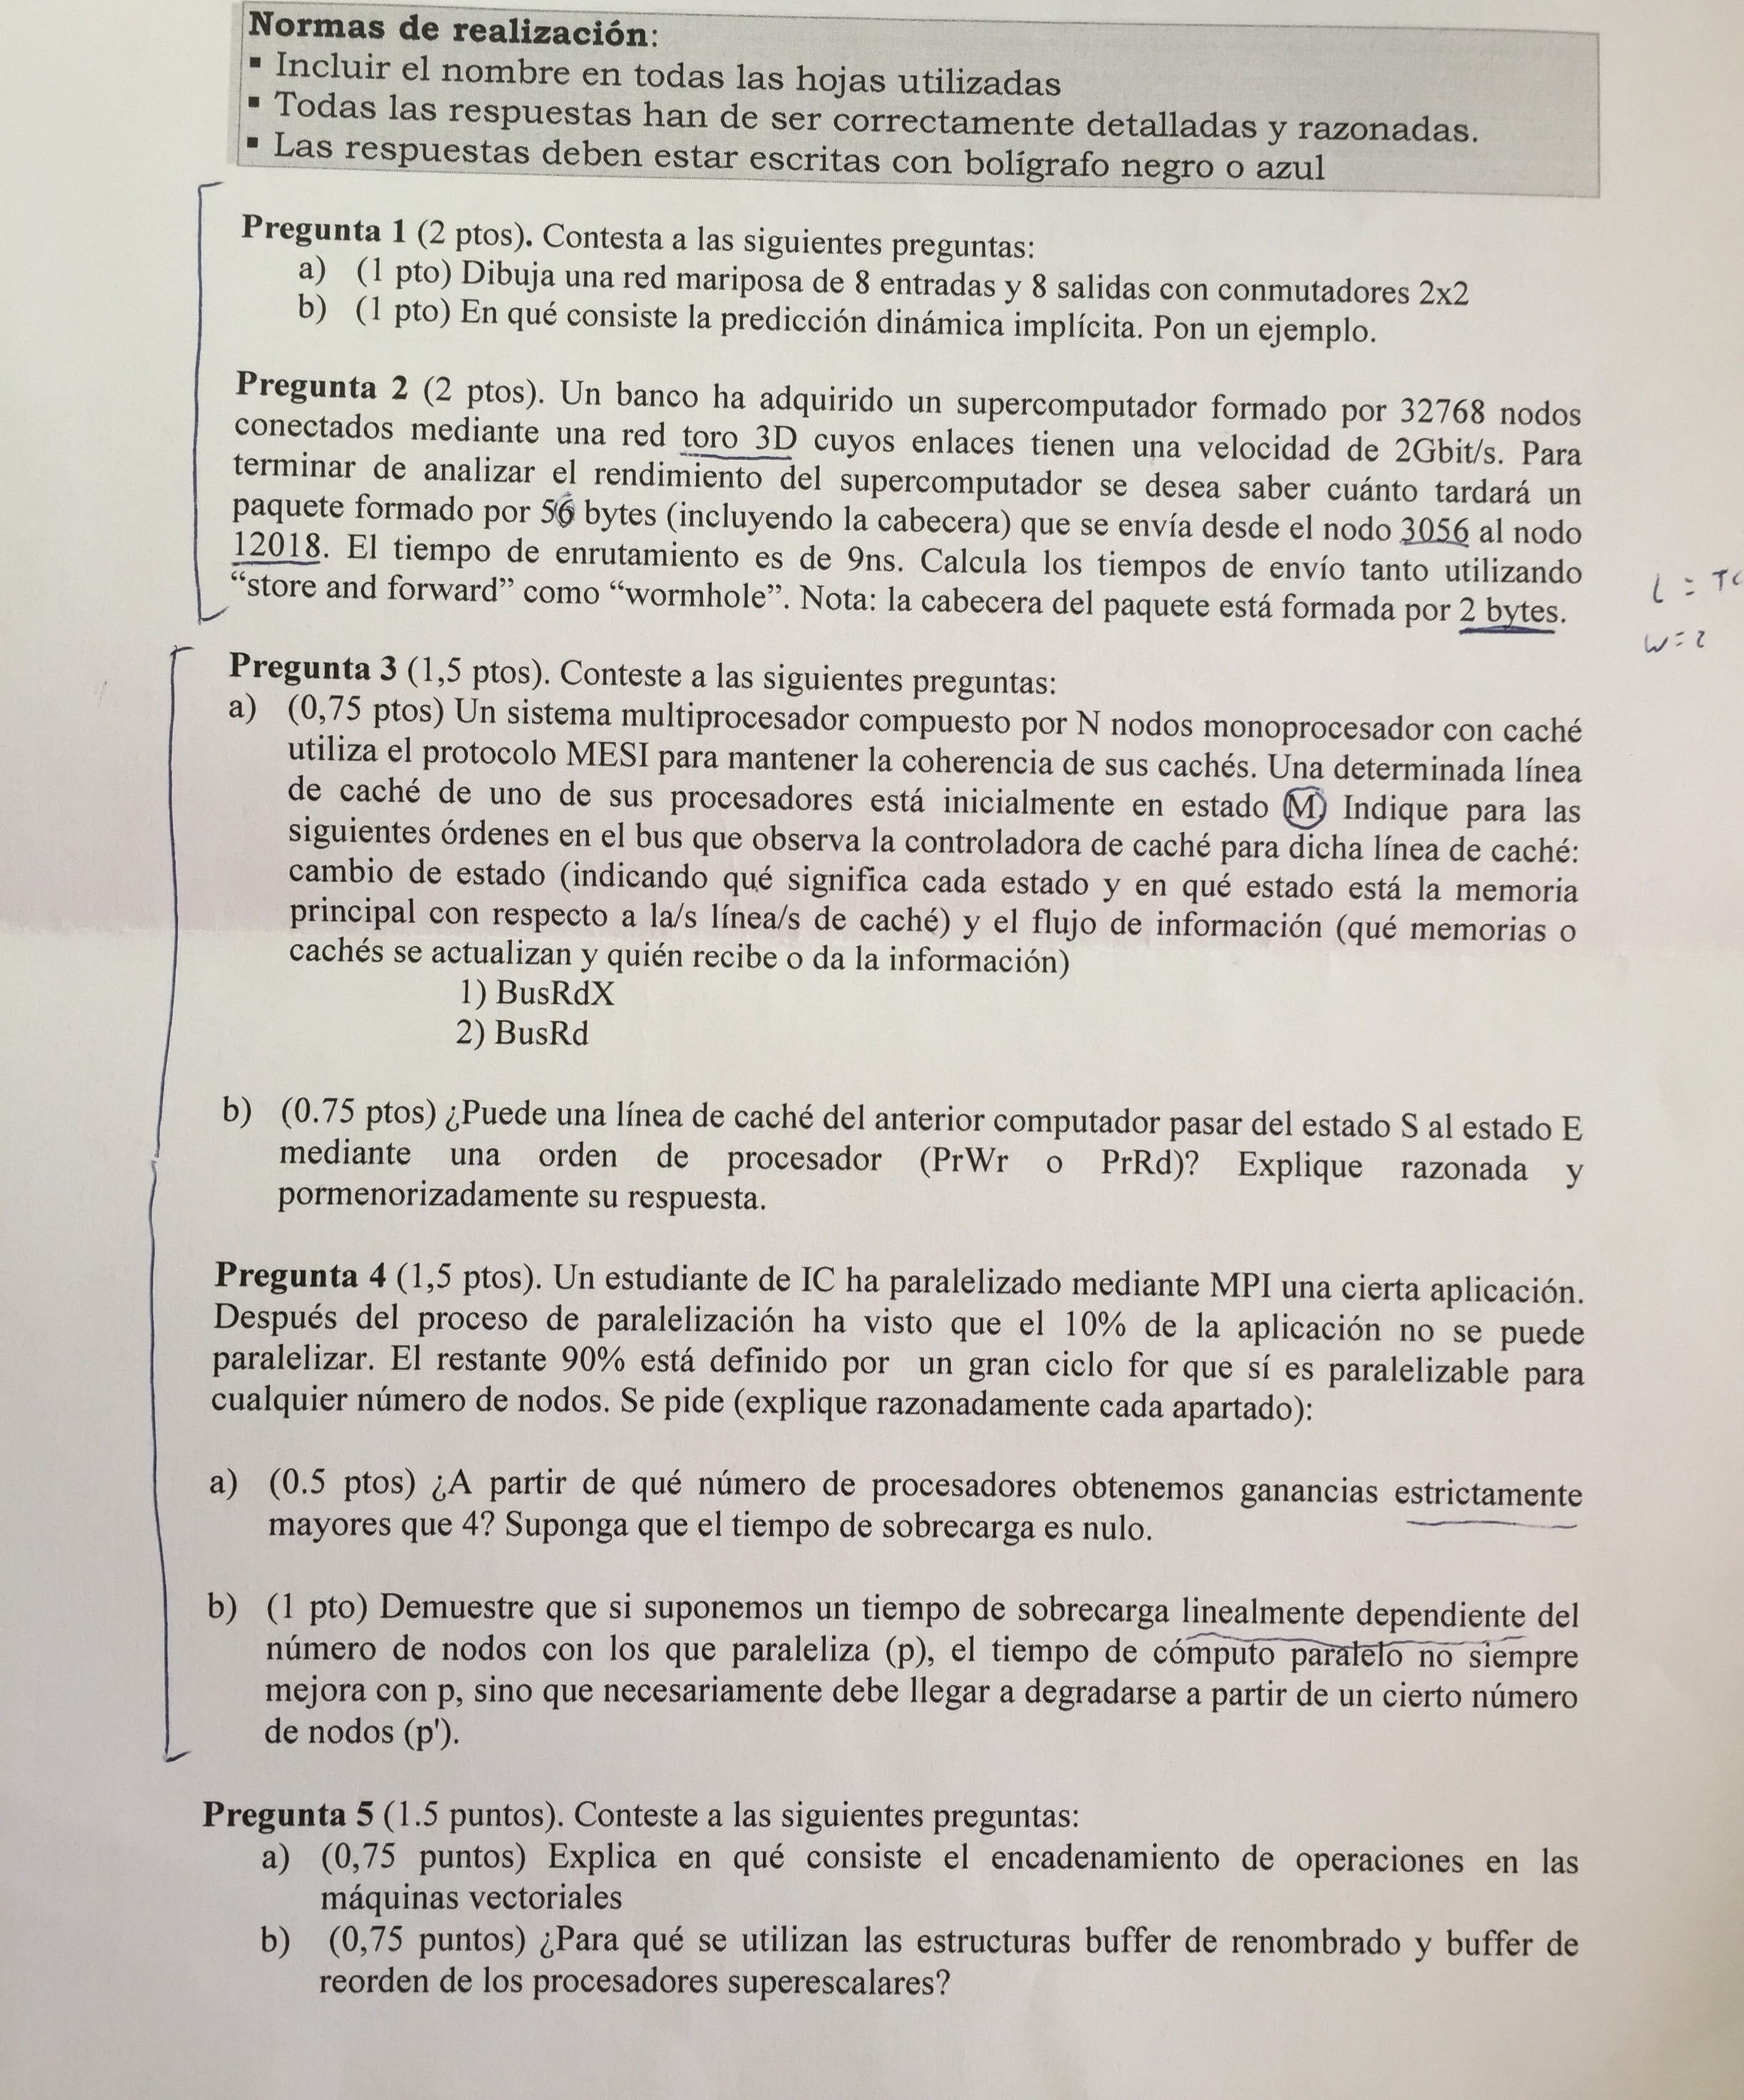 Normas de realización:
▪ Incluir el nombre en todas las hojas utilizadas
▪ Todas las respuestas han de ser correctamente detalladas y razonadas.
▪ Las respuestas deben estar escritas con bolígrafo negro o azul
Pregunta 1 (2 ptos). Contesta a las siguientes preguntas:
a) (1 pto) Dibuja una red mariposa de 8 entradas y 8 salidas con conmutadores 2x2
b) (1 pto) En qué consiste la predicción dinámica implícita. Pon un ejemplo.
Pregunta 2 (2 ptos). Un banco ha adquirido un supercomputador formado por 32768 nodos
conectados mediante una red toro 3D cuyos enlaces tienen una velocidad de 2Gbit/s. Para
terminar de analizar el rendimiento del supercomputador se desea saber cuánto tardará un
paquete formado por 56 bytes (incluyendo la cabecera) que se envía desde el nodo 3056 al nodo
12018. El tiempo de enrutamiento es de 9ns. Calcula los tiempos de envío tanto utilizando
“store and forward” como “wormhole”. Nota: la cabecera del paquete está formada por 2 bytes.
Pregunta 3 (1,5 ptos). Conteste a las siguientes preguntas:
a) (0,75 ptos) Un sistema multiprocesador compuesto por N nodos monoprocesador con caché
utiliza el protocolo MESI para mantener la coherencia de sus cachés. Una determinada línea
de caché de uno de sus procesadores está inicialmente en estado M. Indique para las
siguientes órdenes en el bus que observa la controladora de caché para dicha línea de caché:
cambio de estado (indicando qué significa cada estado y en qué estado está la memoria
principal con respecto a la/s línea/s de caché) y el flujo de información (qué memorias o
cachés se actualizan y quién recibe o da la información)
1) BusRdX
2) BusRd
b) (0.75 ptos) ¿Puede una línea de caché del anterior computador pasar del estado S al estado E
mediante una orden de procesador (PrWr o PrRd)? Explique razonada y
pormenorizadamente su respuesta.
Pregunta 4 (1,5 ptos). Un estudiante de IC ha paralelizado mediante MPI una cierta aplicación.
Después del proceso de paralelización ha visto que el 10% de la aplicación no se puede
paralelizar. El restante 90% está definido por un gran ciclo for que sí es paralelizable para
cualquier número de nodos. Se pide (explique razonadamente cada apartado):
a) (0.5 ptos) ¿A partir de qué número de procesadores obtenemos ganancias estrictamente
mayores que 4? Suponga que el tiempo de sobrecarga es nulo.
b) (1 pto) Demuestre que si suponemos un tiempo de sobrecarga linealmente dependiente del
número de nodos con los que paraleliza (p), el tiempo de cómputo paralelo no siempre
mejora con p, sino que necesariamente debe llegar a degradarse a partir de un cierto número
de nodos (p').
Pregunta 5 (1.5 puntos). Conteste a las siguientes preguntas:
a) (0,75 puntos) Explica en qué consiste el encadenamiento de operaciones en las
máquinas vectoriales
b) (0,75 puntos) ¿Para qué se utilizan las estructuras buffer de renombrado y buffer de
reorden de los procesadores superescalares?